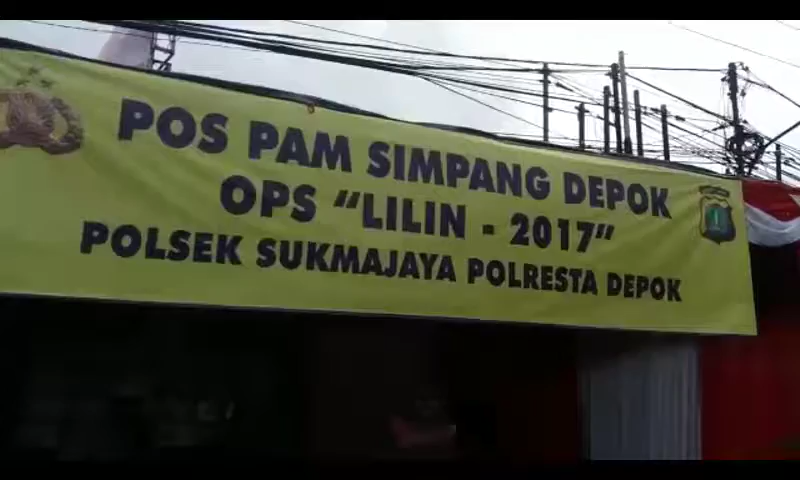 POS PAM SIMPANG DEPOK
OPS "LILIN - 2017"
POLSEK SUKMAJAYA POLRESTA DEPOK